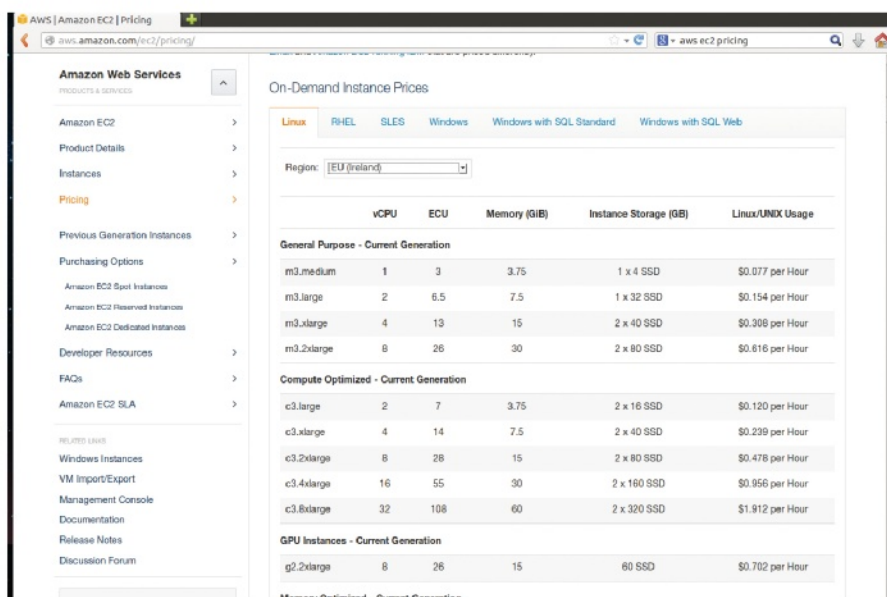 AWS | Amazon EC2 | Pricing
aws.amazon.com/ec2/pricing/
aws ec2 pricing
Amazon Web Services
PRODUCTS & SERVICES
Amazon EC2
Product Details
Instances
Pricing
Previous Generation Instances
Purchasing Options
Amazon EC2 Spot Instances
Amazon EC2 Reserved Instances
Amazon EC2 Dedicated Instances
Developer Resources
FAQs
Amazon EC2 SLA
RELATED LINKS
Windows Instances
VM Import/Export
Management Console
Documentation
Release Notes
Discussion Forum
On-Demand Instance Prices
Linux RHEL SLES Windows Windows with SQL Standard Windows with SQL Web
Region: EU (Ireland)
vCPU ECU Memory (GiB) Instance Storage (GB) Linux/UNIX Usage
General Purpose - Current Generation
m3.medium 1 3 3.75 1 x 4 SSD $0.077 per Hour
m3.large 2 6.5 7.5 1 x 32 SSD $0.154 per Hour
m3.xlarge 4 13 15 2 x 40 SSD $0.308 per Hour
m3.2xlarge 8 26 30 2 x 80 SSD $0.616 per Hour
Compute Optimized - Current Generation
c3.large 2 7 3.75 2 x 16 SSD $0.120 per Hour
c3.xlarge 4 14 7.5 2 x 40 SSD $0.239 per Hour
c3.2xlarge 8 28 15 2 x 80 SSD $0.478 per Hour
c3.4xlarge 16 55 30 2 x 160 SSD $0.956 per Hour
c3.8xlarge 32 108 60 2 x 320 SSD $1.912 per Hour
GPU Instances - Current Generation
g2.2xlarge 8 26 15 60 SSD $0.702 per Hour
Memory Optimized - Current Generation